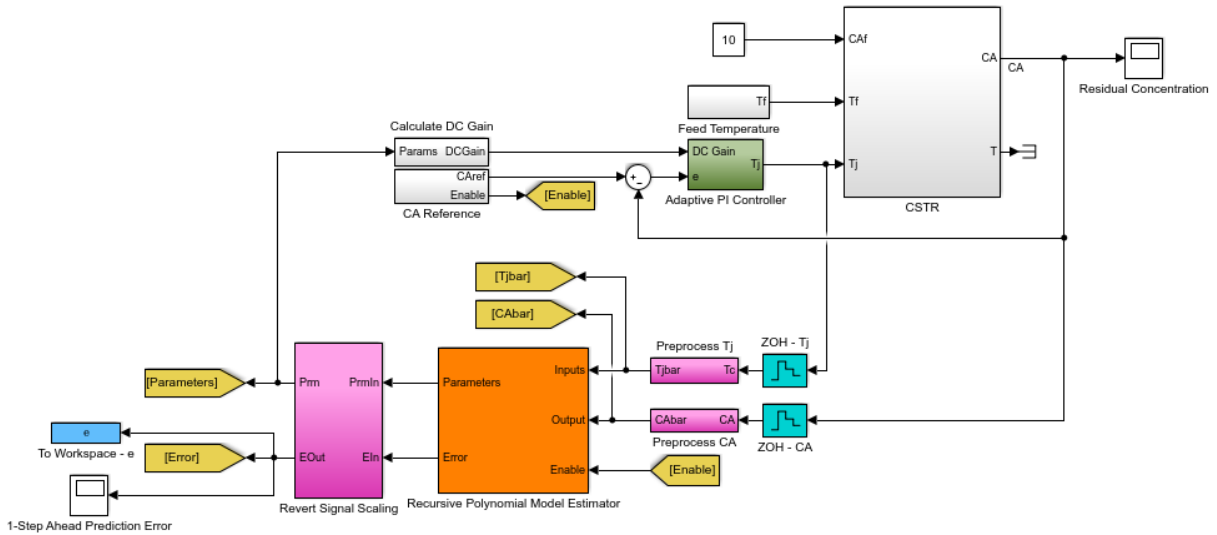 10
CAf
CA
CA
Residual Concentration
Tf
Tf
Feed Temperature
T
Calculate DC Gain
Params DCGain
DC Gain
e
Tj
Tj
Adaptive PI Controller
CSTR
CAref
Enable
CA Reference
[Enable]
+
-
[Tjbar]
[CAbar]
Preprocess Tj
Tjbar Tc
ZOH - Tj
CAbar CA
Preprocess CA
ZOH - CA
Inputs
Output
Enable
[Enable]
Parameters
Error
Recursive Polynomial Model Estimator
Prm
PrmIn
EOut
EIn
Revert Signal Scaling
[Parameters]
e
To Workspace - e
[Error]
1-Step Ahead Prediction Error